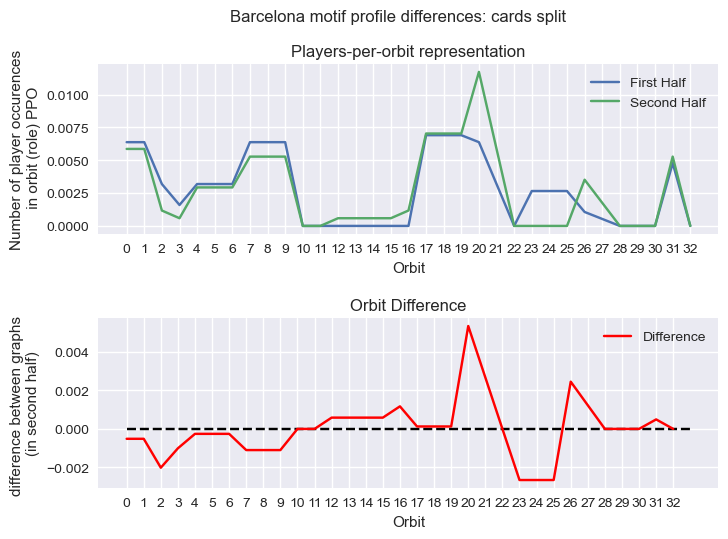 Barcelona motif profile differences: cards split
Players-per-orbit representation
Number of player occurences
in orbit (role) PPO
0.0100
0.0075
0.0050
0.0025
0.0000
First Half
Second Half
0 1 2 3 4 5 6 7 8 9 10 11 12 13 14 15 16 17 18 19 20 21 22 23 24 25 26 27 28 29 30 31 32
Orbit
Orbit Difference
difference between graphs
(in second half)
0.004
0.002
0.000
−0.002
Difference
0 1 2 3 4 5 6 7 8 9 10 11 12 13 14 15 16 17 18 19 20 21 22 23 24 25 26 27 28 29 30 31 32
Orbit